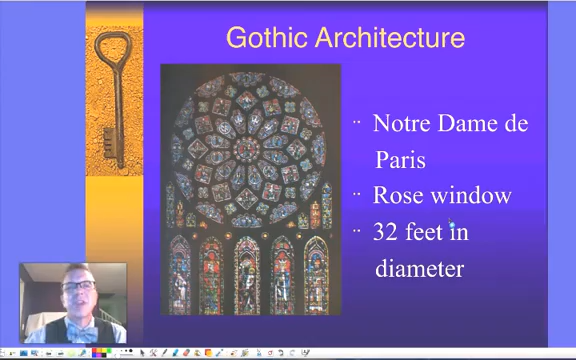 Gothic Architecture
Notre Dame de
Paris
Rose window
32 feet in
diameter